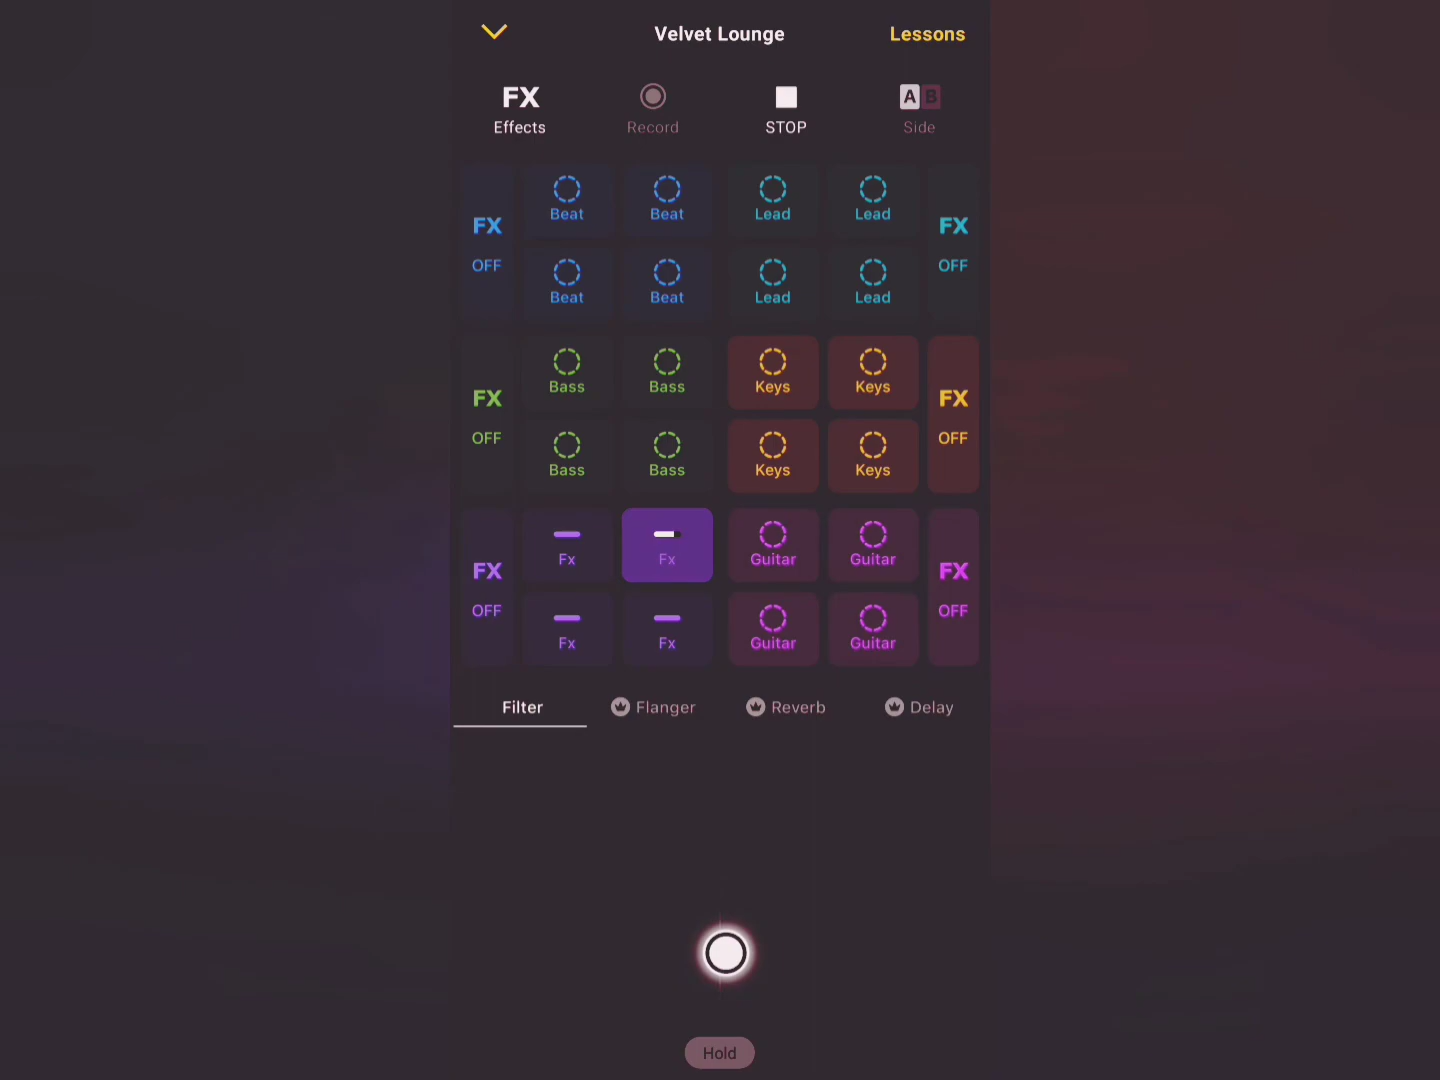 Velvet Lounge
Lessons
FX
Effects
Record
STOP
A B
Side
FX
OFF
Beat
Beat
Lead
Lead
FX
OFF
Beat
Beat
Lead
Lead
FX
OFF
Bass
Bass
Keys
Keys
FX
OFF
Bass
Bass
Keys
Keys
FX
OFF
Fx
Fx
Guitar
Guitar
FX
OFF
Fx
Fx
Guitar
Guitar
Filter
Flanger
Reverb
Delay
Hold